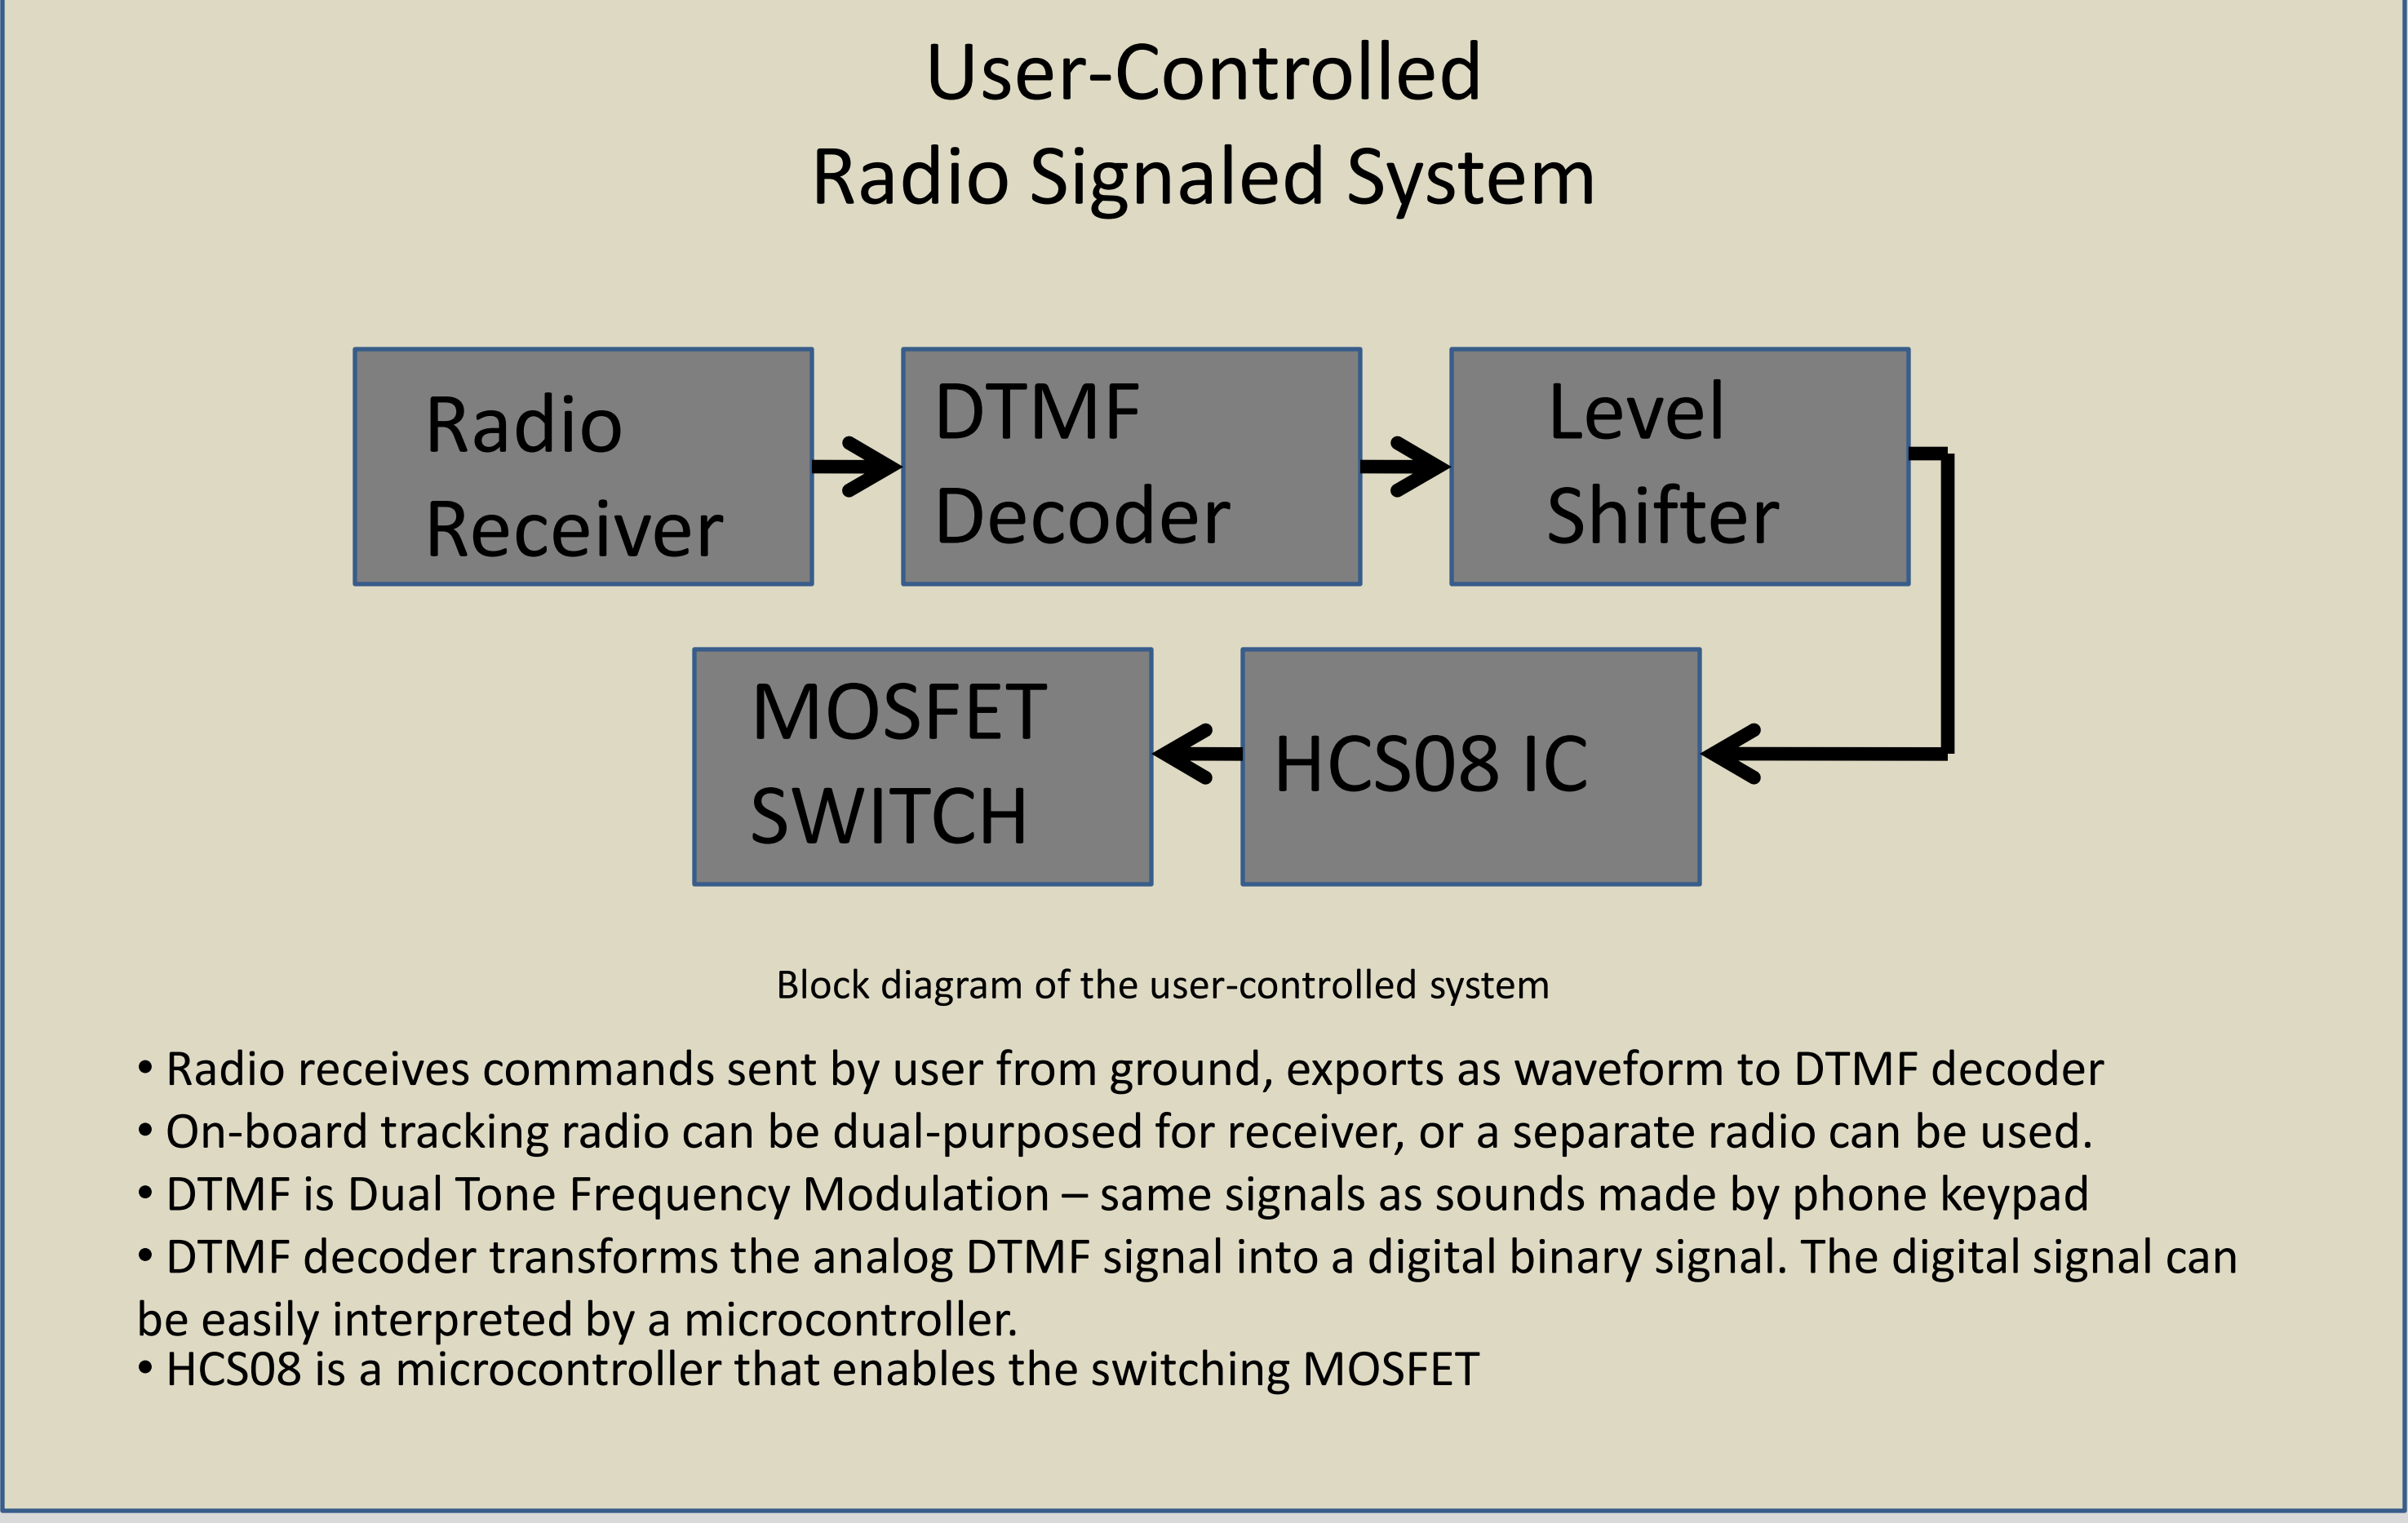 User-Controlled
Radio Signaled System
Radio
Receiver
DTMF
Decoder
Level
Shifter
MOSFET
SWITCH
HCS08 IC
Block diagram of the user-controlled system
• Radio receives commands sent by user from ground, exports as waveform to DTMF decoder
• On-board tracking radio can be dual-purposed for receiver, or a separate radio can be used.
• DTMF is Dual Tone Frequency Modulation – same signals as sounds made by phone keypad
• DTMF decoder transforms the analog DTMF signal into a digital binary signal. The digital signal can
be easily interpreted by a microcontroller.
• HCS08 is a microcontroller that enables the switching MOSFET